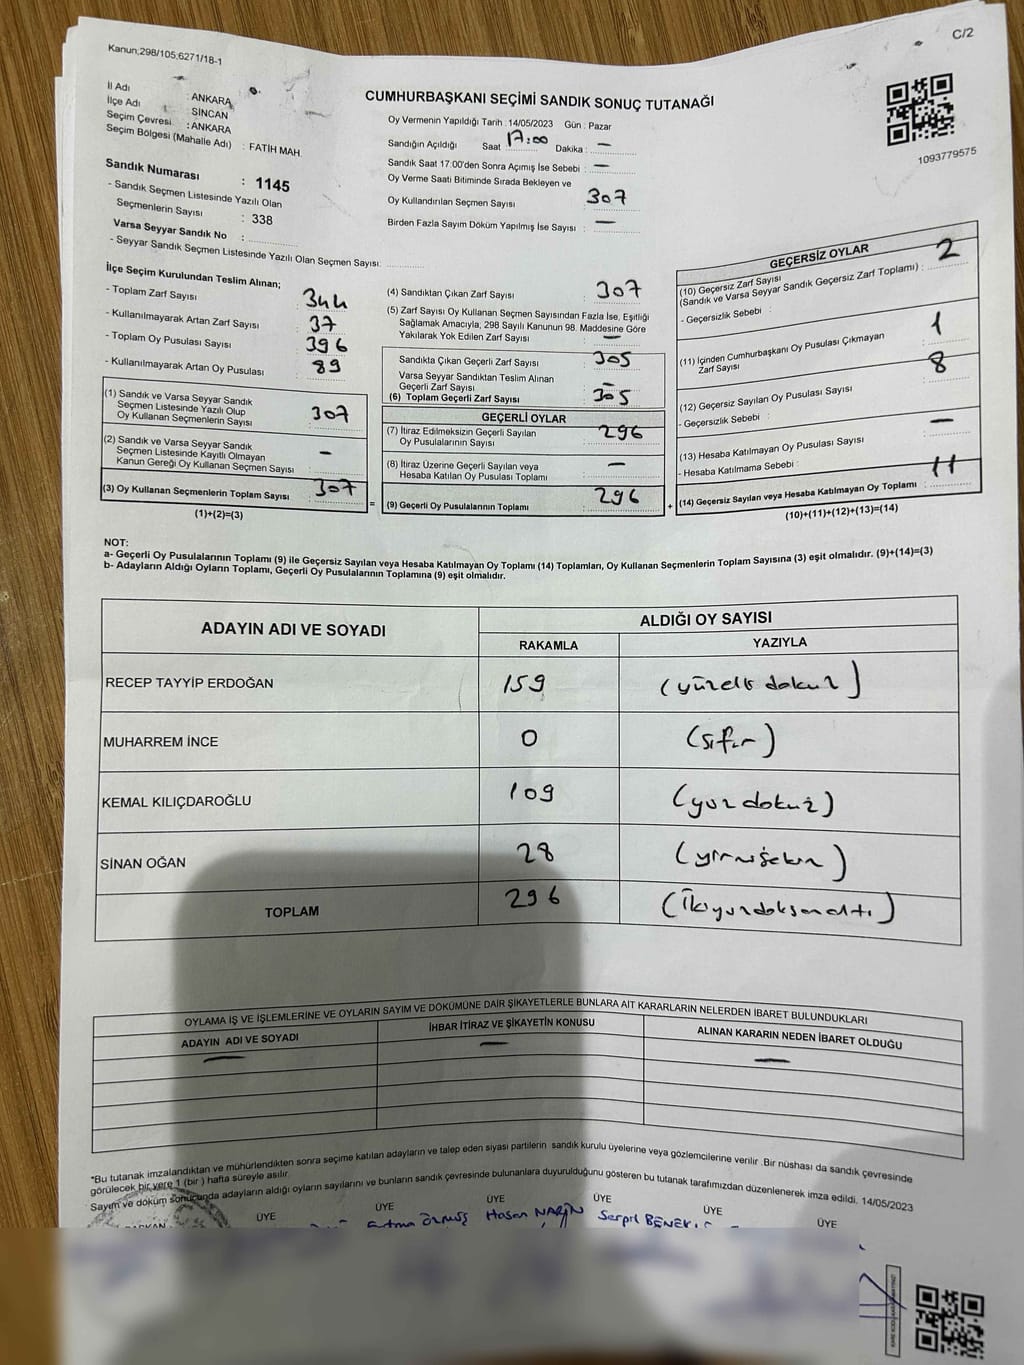 Kanun;298/105;6271/18-1
C/2
İl Adı : ANKARA
İlçe Adı : SİNCAN
Seçim Çevresi : ANKARA
Seçim Bölgesi (Mahalle Adı) : FATİH MAH.
Sandık Numarası : 1145
- Sandık Seçmen Listesinde Yazılı Olan
Seçmenlerin Sayısı : 338
Varsa Seyyar Sandık No :
- Seyyar Sandık Seçmen Listesinde Yazılı Olan Seçmen Sayısı:
CUMHURBAŞKANI SEÇİMİ SANDIK SONUÇ TUTANAĞI
Oy Vermenin Yapıldığı Tarih : 14/05/2023 Gün : Pazar
Sandığın Açıldığı Saat 17:00 Dakika : —
Sandık Saat 17:00'den Sonra Açımış İse Sebebi : —
Oy Verme Saati Bitiminde Sırada Bekleyen ve
Oy Kullandırılan Seçmen Sayısı : 307
Birden Fazla Sayım Döküm Yapılmış İse Sayısı : —
1093779575
İlçe Seçim Kurulundan Teslim Alınan;
- Toplam Zarf Sayısı : 344
- Kullanılmayarak Artan Zarf Sayısı : 37
- Toplam Oy Pusulası Sayısı : 396
- Kullanılmayarak Artan Oy Pusulası : 89
(1) Sandık ve Varsa Seyyar Sandık
Seçmen Listesinde Yazılı Olup
Oy Kullanan Seçmenlerin Sayısı : 307
(2) Sandık ve Varsa Seyyar Sandık
Seçmen Listesinde Kayıtlı Olmayan
Kanun Gereği Oy Kullanan Seçmen Sayısı : —
(3) Oy Kullanan Seçmenlerin Toplam Sayısı : 307
(1)+(2)=(3)
=
(4) Sandıktan Çıkan Zarf Sayısı : 307
(5) Zarf Sayısı Oy Kullanan Seçmen Sayısından Fazla İse, Eşitliği
Sağlamak Amacıyla, 298 Sayılı Kanunun 98. Maddesine Göre
Yakılarak Yok Edilen Zarf Sayısı : —
Sandıkta Çıkan Geçerli Zarf Sayısı : 305
Varsa Seyyar Sandıktan Teslim Alınan
Geçerli Zarf Sayısı : —
(6) Toplam Geçerli Zarf Sayısı : 305
GEÇERLİ OYLAR
(7) İtiraz Edilmeksizin Geçerli Sayılan
Oy Pusulalarının Sayısı : 296
(8) İtiraz Üzerine Geçerli Sayılan veya
Hesaba Katılan Oy Pusulası Toplamı : —
(9) Geçerli Oy Pusulalarının Toplamı : 296
+
GEÇERSİZ OYLAR
(10) Geçersiz Zarf Sayısı
(Sandık ve Varsa Seyyar Sandık Geçersiz Zarf Toplamı) : 2
- Geçersizlik Sebebi :
(11) İçinden Cumhurbaşkanı Oy Pusulası Çıkmayan
Zarf Sayısı : 1
(12) Geçersiz Sayılan Oy Pusulası Sayısı : 8
- Geçersizlik Sebebi :
(13) Hesaba Katılmayan Oy Pusulası Sayısı : —
- Hesaba Katılmama Sebebi :
(14) Geçersiz Sayılan veya Hesaba Katılmayan Oy Toplamı : 11
(10)+(11)+(12)+(13)=(14)
NOT:
a- Geçerli Oy Pusulalarının Toplamı (9) ile Geçersiz Sayılan veya Hesaba Katılmayan Oy Toplamı (14) Toplamları, Oy Kullanan Seçmenlerin Toplam Sayısına (3) eşit olmalıdır. (9)+(14)=(3)
b- Adayların Aldığı Oyların Toplamı, Geçerli Oy Pusulalarının Toplamına (9) eşit olmalıdır.
ADAYIN ADI VE SOYADI ALDIĞI OY SAYISI
RAKAMLA YAZIYLA
RECEP TAYYİP ERDOĞAN 159 (yüzelli dokuz)
MUHARREM İNCE 0 (sıfır)
KEMAL KILIÇDAROĞLU 109 (yüzdokuz)
SİNAN OĞAN 28 (yirmisekiz)
TOPLAM 296 (İkiyüzdoksanaltı)
OYLAMA İŞ VE İŞLEMLERİNE VE OYLARIN SAYIM VE DÖKÜMÜNE DAİR ŞİKAYETLERLE BUNLARA AİT KARARLARIN NELERDEN İBARET BULUNDUKLARI
ADAYIN ADI VE SOYADI İHBAR İTİRAZ VE ŞİKAYETİN KONUSU ALINAN KARARIN NEDEN İBARET OLDUĞU
— — —
*Bu tutanak imzalandıktan ve mühürlendikten sonra seçime katılan adayların ve talep eden siyasi partilerin sandık kurulu üyelerine veya gözlemcilerine verilir .Bir nüshası da sandık çevresinde
görülecek bir yere 1 (bir ) hafta süreyle asılır.
Sayım ve döküm sonucunda adayların aldığı oyların sayılarını ve bunların sandık çevresinde bulunanlara duyurulduğunu gösteren bu tutanak tarafımızdan düzenlenerek imza edildi. 14/05/2023
ÜYE ÜYE ÜYE ÜYE ÜYE
Fatma ÖZMUŞ Hasan NARİN Serpil